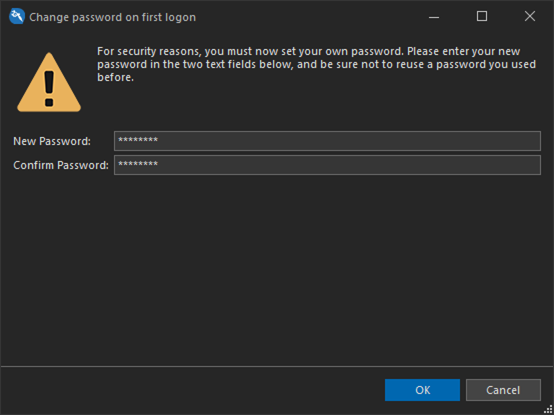 Change password on first logon
For security reasons, you must now set your own password. Please enter your new
password in the two text fields below, and be sure not to reuse a password you used
before.
New Password: ********
Confirm Password: ********
OK Cancel